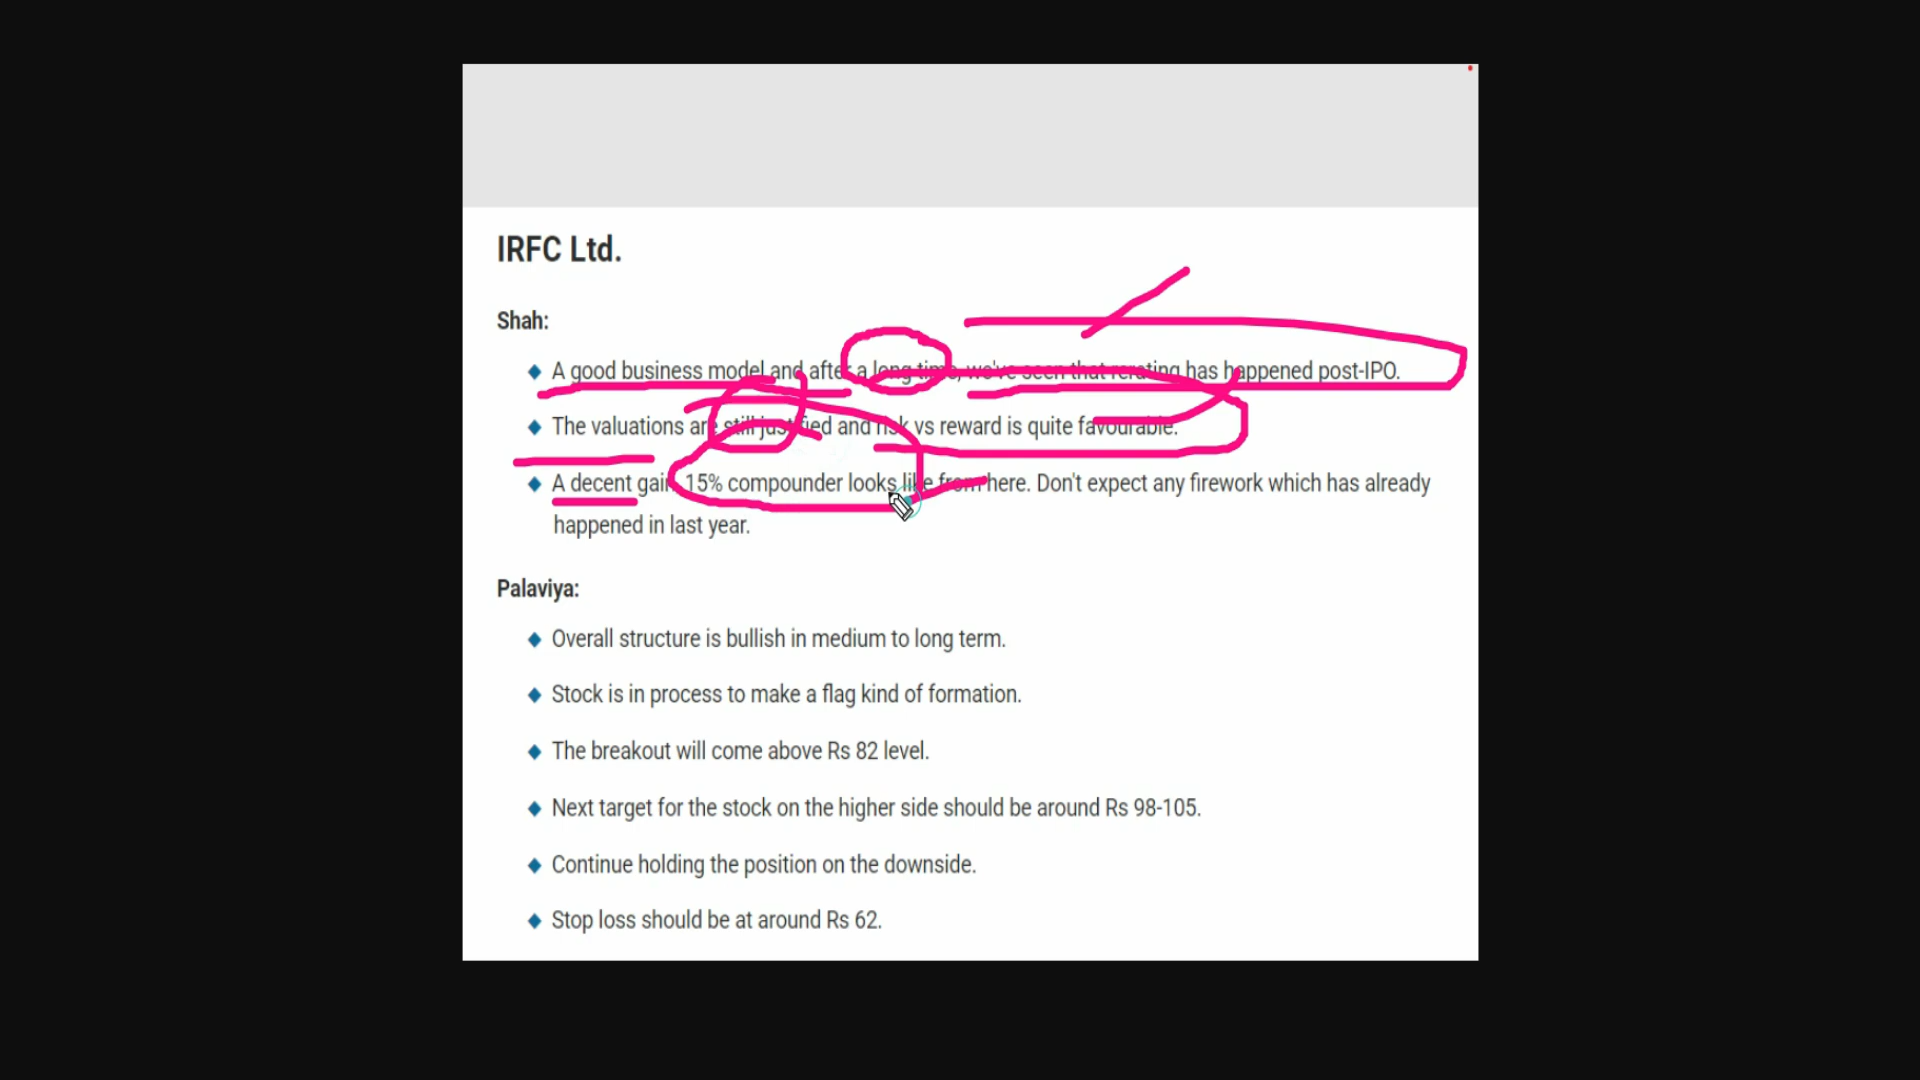 IRFC Ltd.
Shah:
A good business model and after a long time, we've seen that rerating has happened post-IPO.
The valuations are still justified and risk vs reward is quite favourable.
A decent gain, 15% compounder looks like from here. Don't expect any firework which has already
happened in last year.
Palaviya:
Overall structure is bullish in medium to long term.
Stock is in process to make a flag kind of formation.
The breakout will come above Rs 82 level.
Next target for the stock on the higher side should be around Rs 98-105.
Continue holding the position on the downside.
Stop loss should be at around Rs 62.